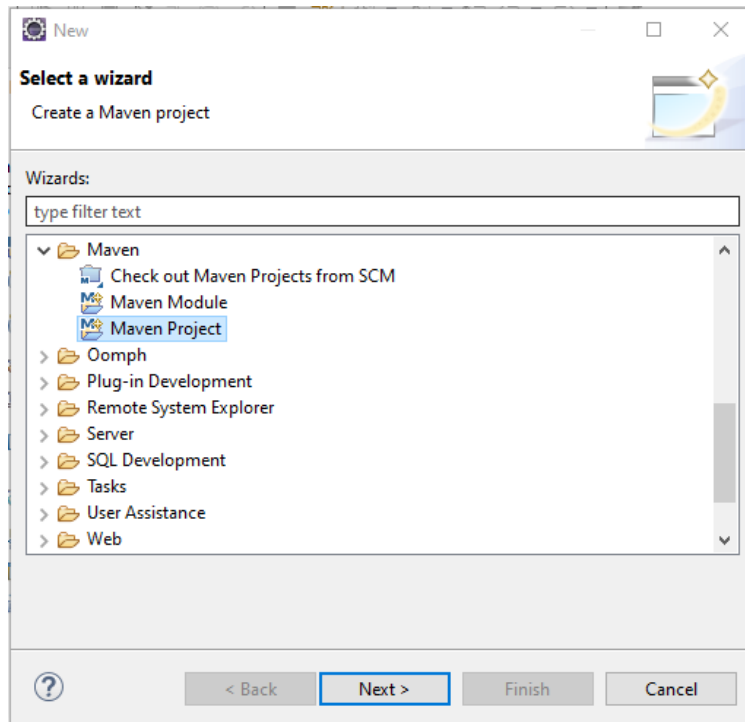 New
Select a wizard
Create a Maven project
Wizards:
type filter text
Maven
Check out Maven Projects from SCM
Maven Module
Maven Project
Oomph
Plug-in Development
Remote System Explorer
Server
SQL Development
Tasks
User Assistance
Web
< Back Next > Finish Cancel